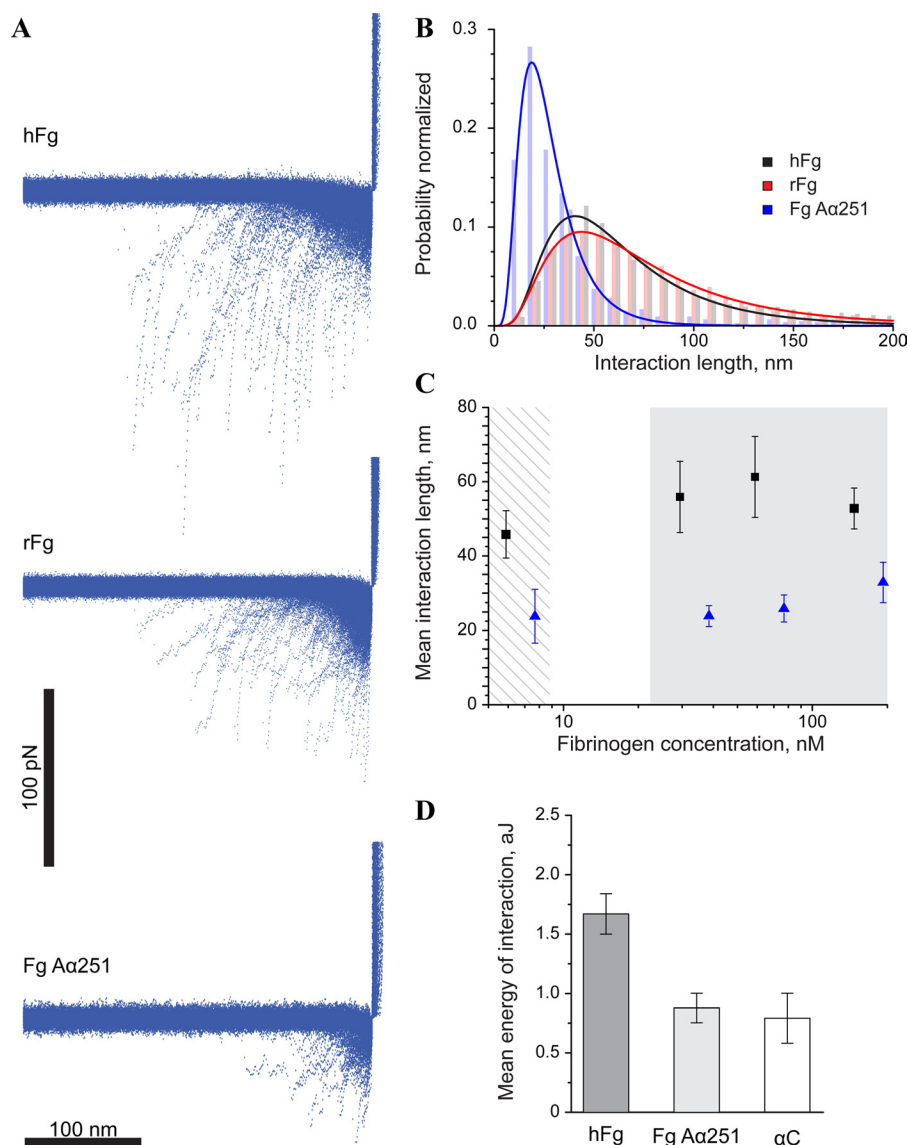 A
hFg
rFg
100 pN
Fg Aα251
100 nm
B
Probability normalized
0.3
0.2
0.1
0.0
hFg
rFg
Fg Aα251
0
50
100
150
200
Interaction length, nm
C
Mean interaction length, nm
80
60
40
20
0
10
100
Fibrinogen concentration, nM
D
Mean energy of interaction, aJ
2.5
2.0
1.5
1.0
0.5
0
hFg
Fg Aα251
αC